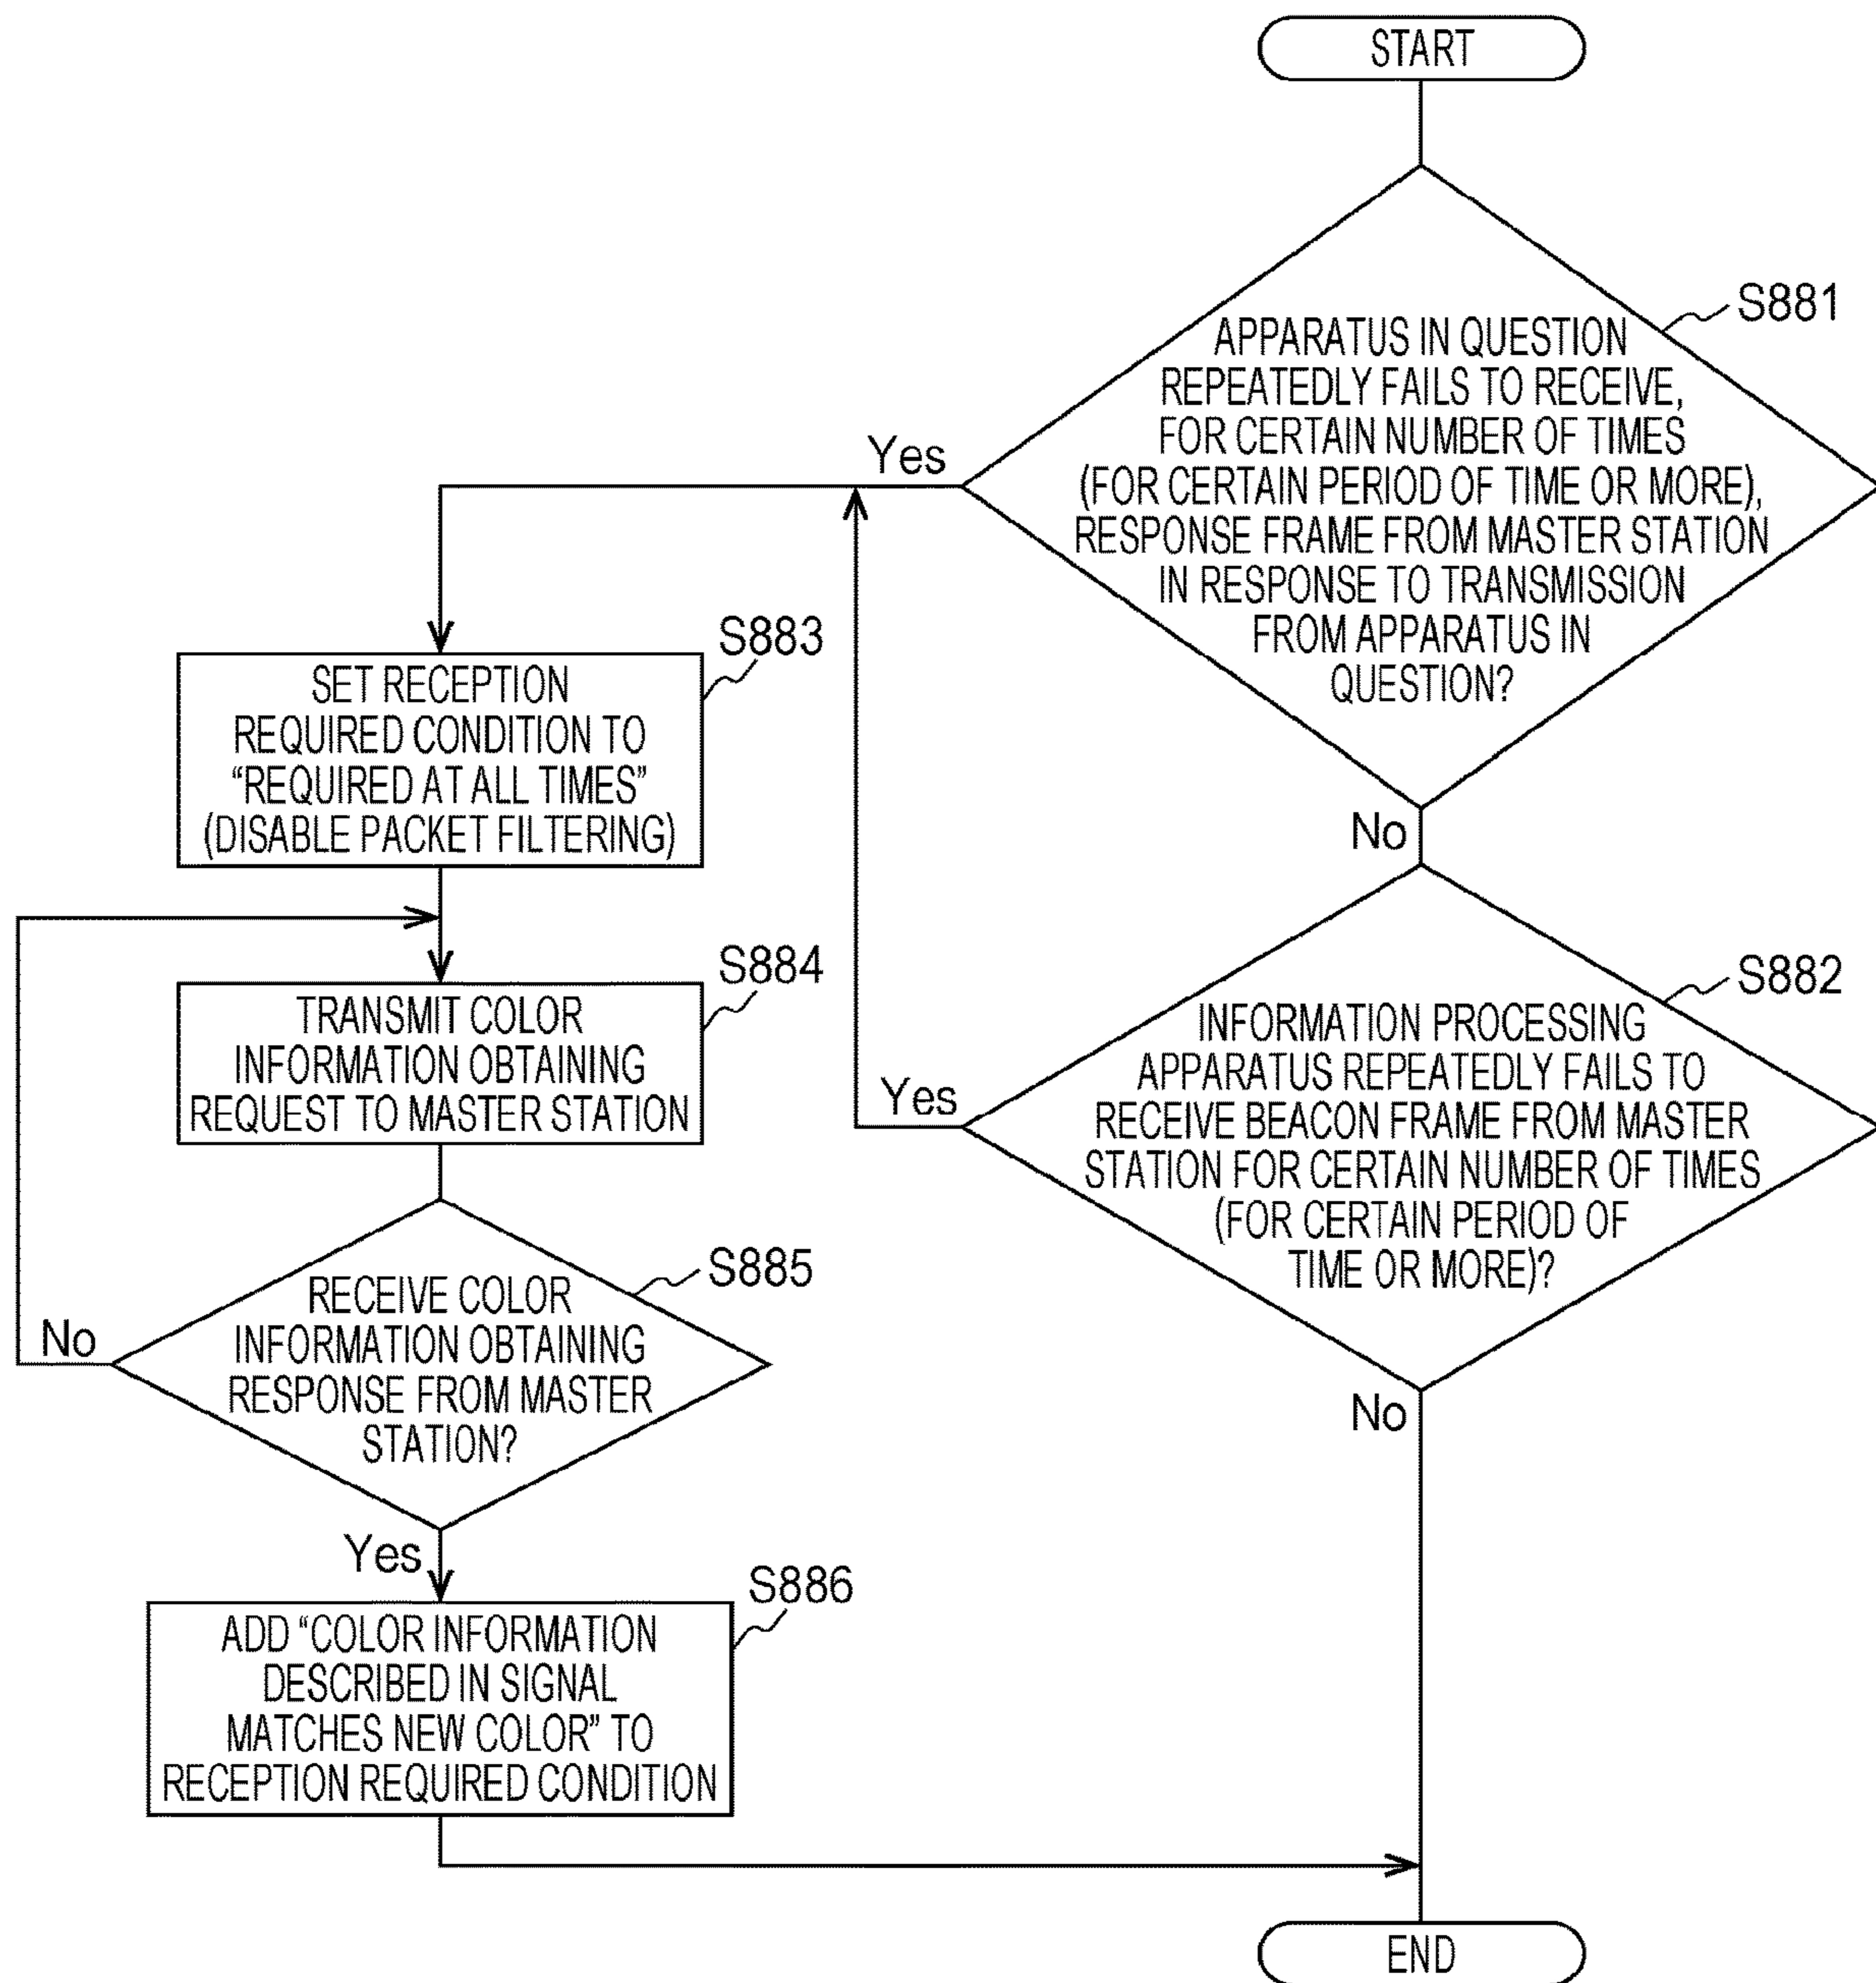 START
S881
APPARATUS IN QUESTION
REPEATEDLY FAILS TO RECEIVE,
FOR CERTAIN NUMBER OF TIMES
(FOR CERTAIN PERIOD OF TIME OR MORE),
RESPONSE FRAME FROM MASTER STATION
IN RESPONSE TO TRANSMISSION
FROM APPARATUS IN
QUESTION?
Yes
No
S882
INFORMATION PROCESSING
APPARATUS REPEATEDLY FAILS TO
RECEIVE BEACON FRAME FROM MASTER
STATION FOR CERTAIN NUMBER OF TIMES
(FOR CERTAIN PERIOD OF
TIME OR MORE)?
Yes
No
S883
SET RECEPTION
REQUIRED CONDITION TO
“REQUIRED AT ALL TIMES”
(DISABLE PACKET FILTERING)
S884
TRANSMIT COLOR
INFORMATION OBTAINING
REQUEST TO MASTER STATION
S885
RECEIVE COLOR
INFORMATION OBTAINING
RESPONSE FROM MASTER
STATION?
No
Yes
S886
ADD “COLOR INFORMATION
DESCRIBED IN SIGNAL
MATCHES NEW COLOR” TO
RECEPTION REQUIRED CONDITION
END